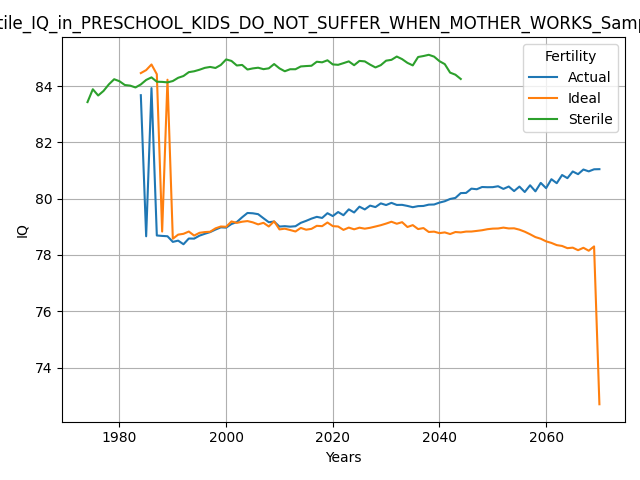 tile_IQ_in_PRESCHOOL_KIDS_DO_NOT_SUFFER_WHEN_MOTHER_WORKS_Samp
Fertility
Actual
Ideal
Sterile
84
82
80
78
76
74
IQ
1980
2000
2020
2040
2060
Years